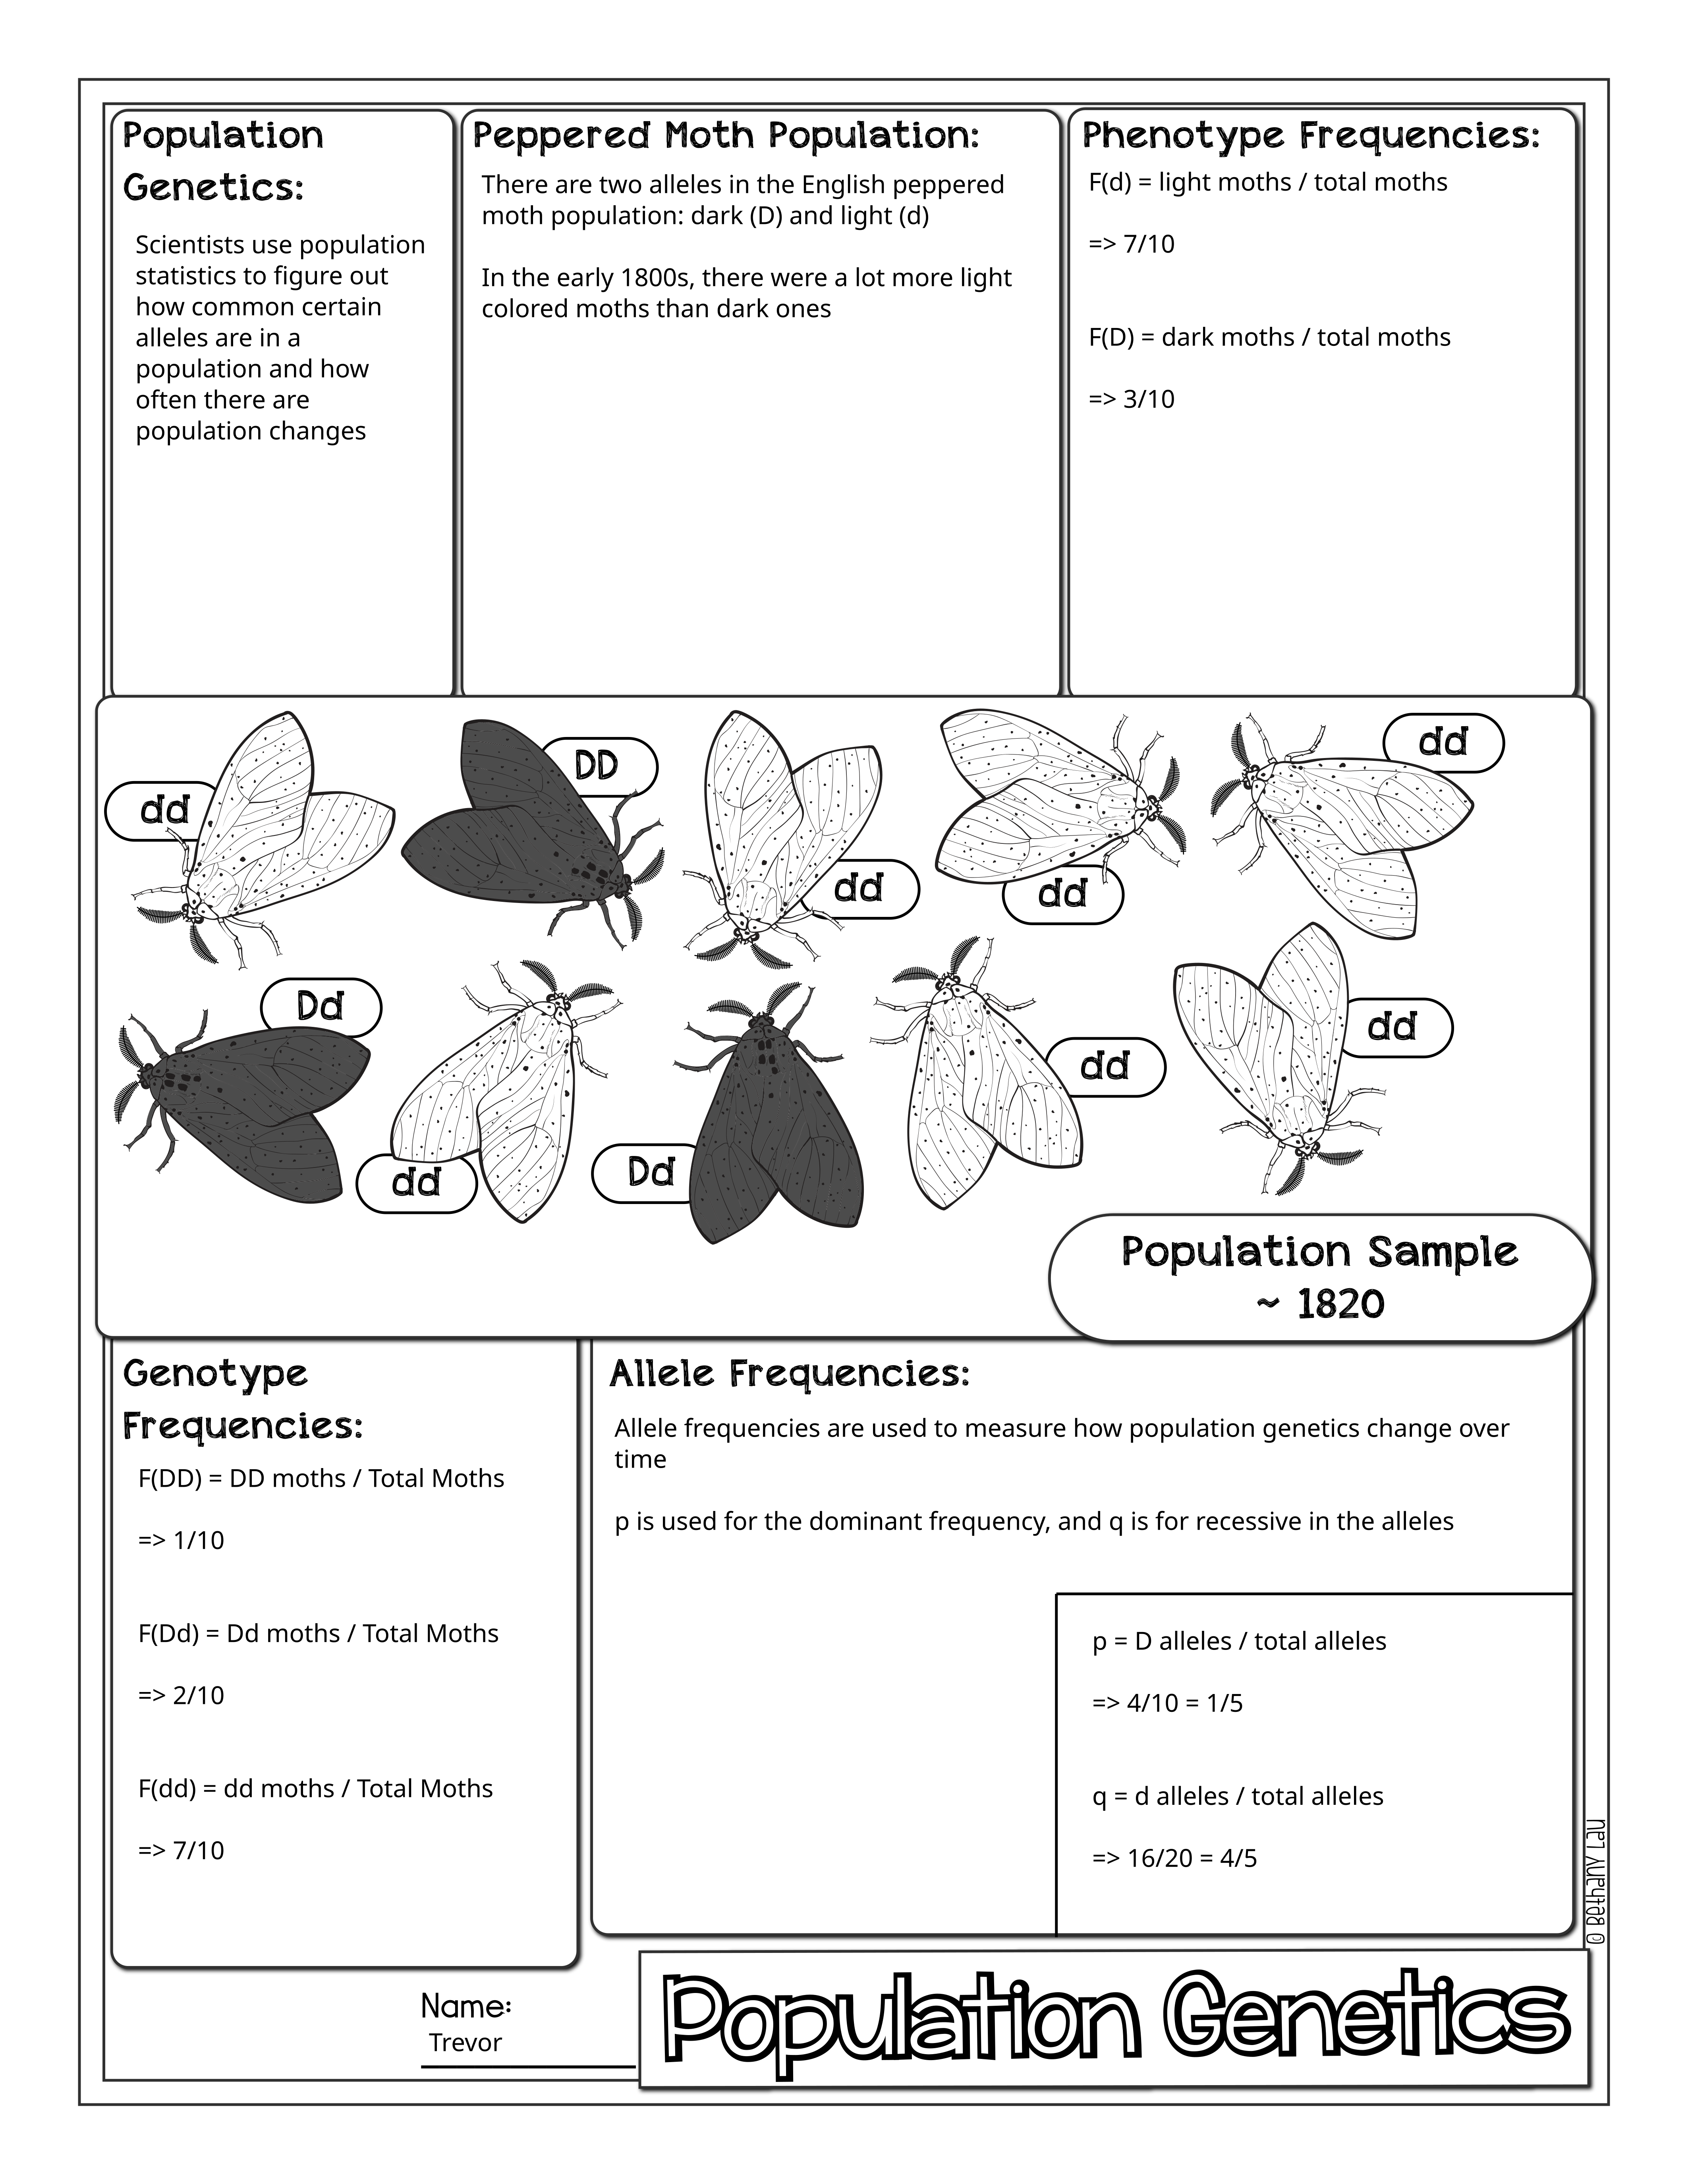 Population
Genetics:
Scientists use population
statistics to figure out
how common certain
alleles are in a
population and how
often there are
population changes
Peppered Moth Population:
There are two alleles in the English peppered
moth population: dark (D) and light (d)
In the early 1800s, there were a lot more light
colored moths than dark ones
Phenotype Frequencies:
F(d) = light moths / total moths
=> 7/10
F(D) = dark moths / total moths
=> 3/10
dd
DD
dd
dd
dd
Dd
dd
Dd
dd
dd
Population Sample
~ 1820
Genotype
Frequencies:
F(DD) = DD moths / Total Moths
=> 1/10
F(Dd) = Dd moths / Total Moths
=> 2/10
F(dd) = dd moths / Total Moths
=> 7/10
Allele Frequencies:
Allele frequencies are used to measure how population genetics change over
time
p is used for the dominant frequency, and q is for recessive in the alleles
p = D alleles / total alleles
=> 4/10 = 1/5
q = d alleles / total alleles
=> 16/20 = 4/5
© Bethany Lau
Name:
Trevor
Population Genetics